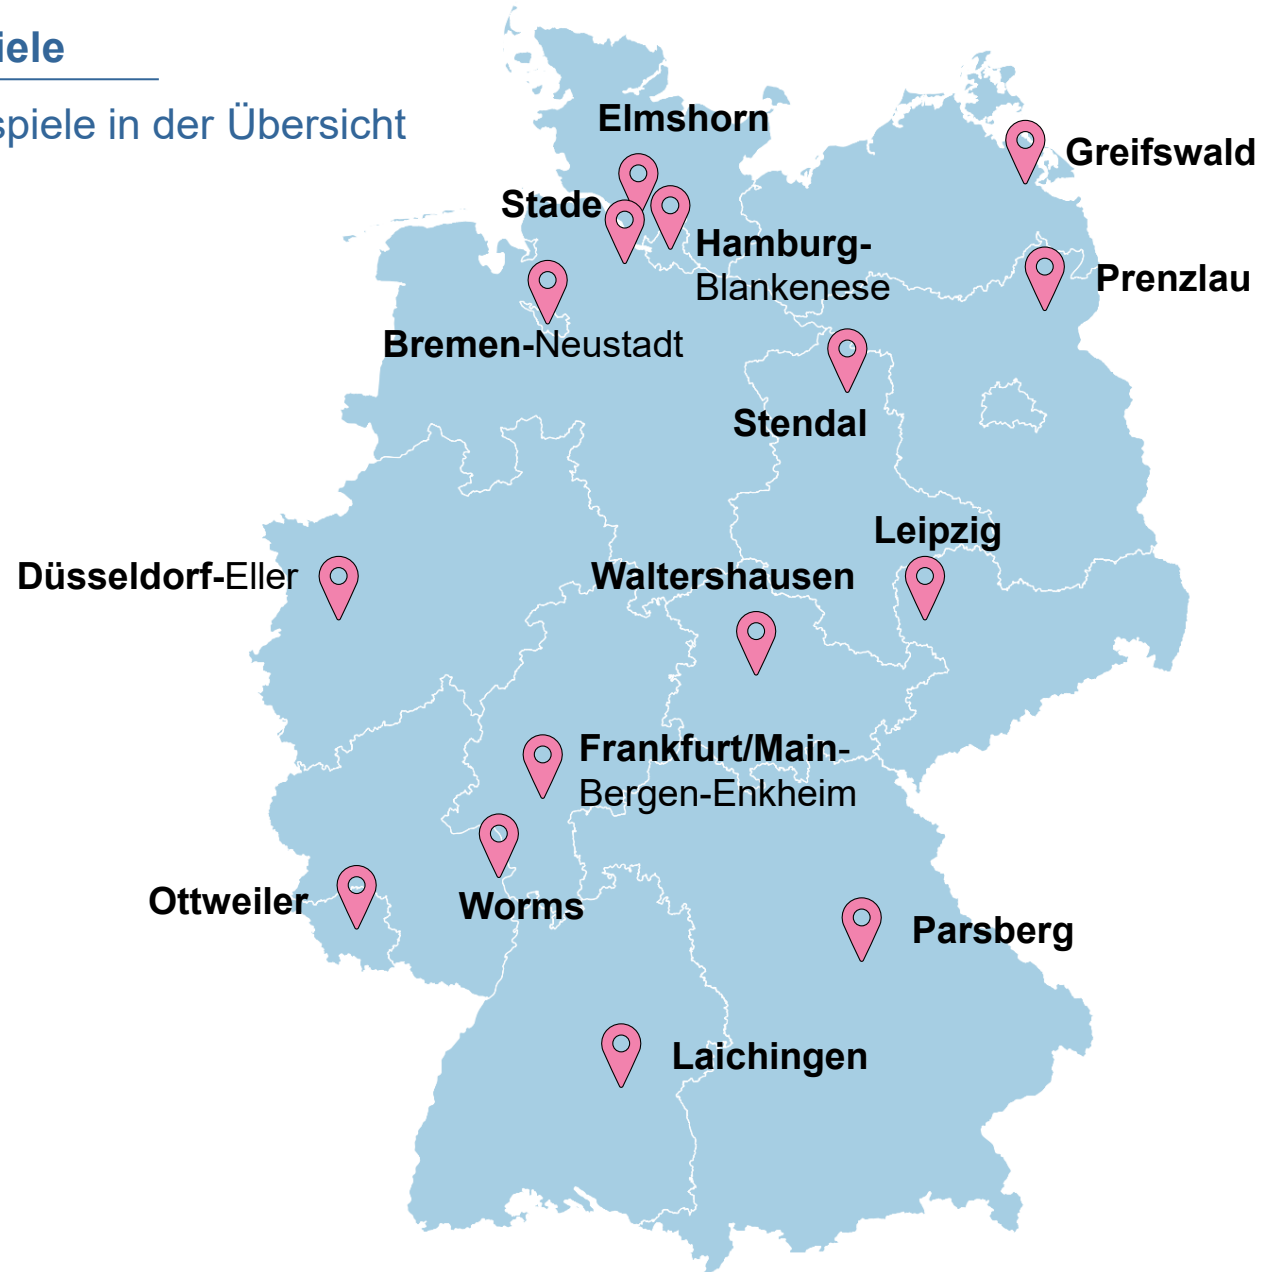 iele
spiele in der Übersicht
Elmshorn
Greifswald
Stade
Hamburg-
Blankenese
Prenzlau
Bremen-Neustadt
Stendal
Leipzig
Düsseldorf-Eller
Waltershausen
Frankfurt/Main-
Bergen-Enkheim
Ottweiler
Worms
Parsberg
Laichingen